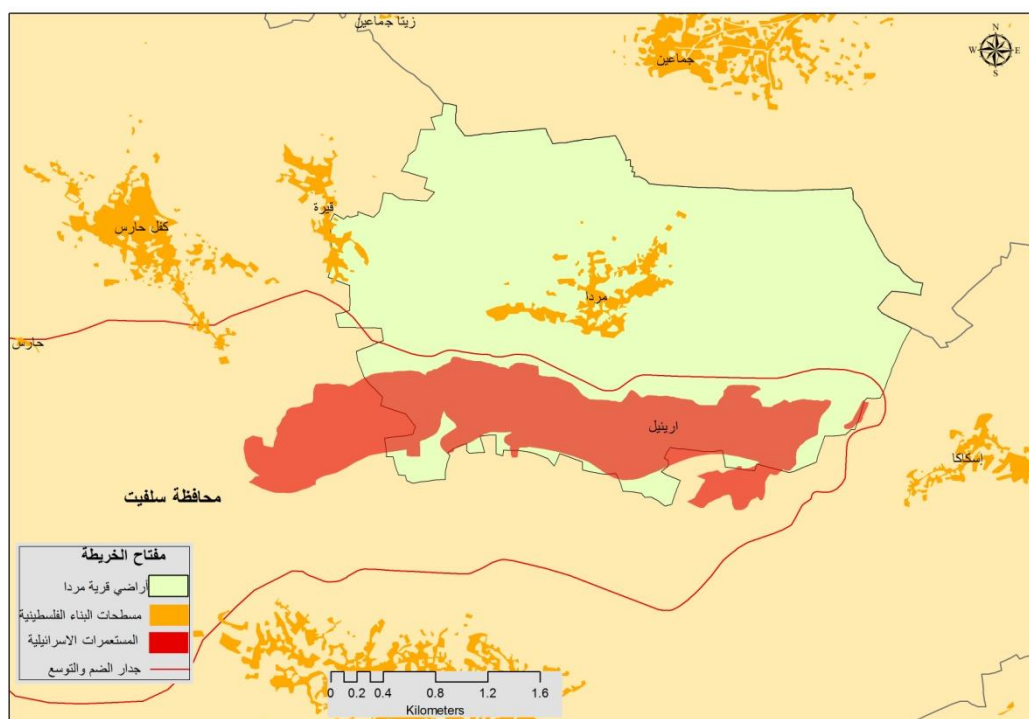 زيتا جماعين
جماعين
N
W E
S
قيرة
كفل حارس
مردا
حارس
اريئيل
إسكاكا
محافظة سلفيت
مفتاح الخريطة
أراضي قرية مردا
مسطحات البناء الفلسطينية
المستعمرات الاسرائيلية
جدار الضم والتوسع
0 0.2 0.4 0.8 1.2 1.6
Kilometers